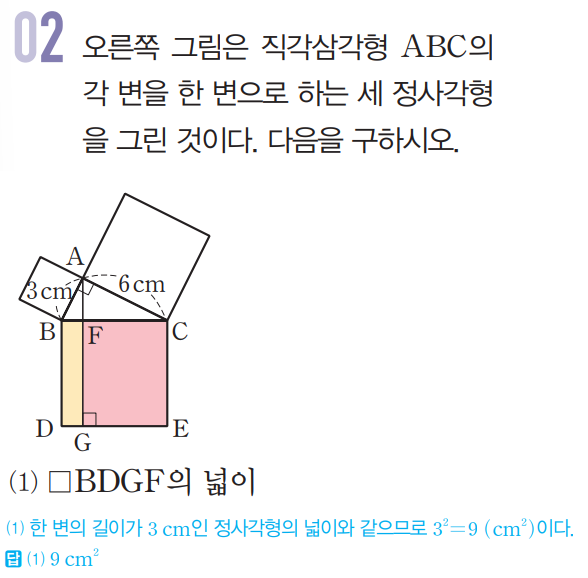 02 오른쪽 그림은 직각삼각형 ABC의
각 변을 한 변으로 하는 세 정사각형
을 그린 것이다. 다음을 구하시오.
A
3 cm
6 cm
B
F
C
D
G
E
(1) □BDGF의 넓이
(1) 한 변의 길이가 3 cm인 정사각형의 넓이와 같으므로 3²=9 (cm²)이다.
답 (1) 9 cm²